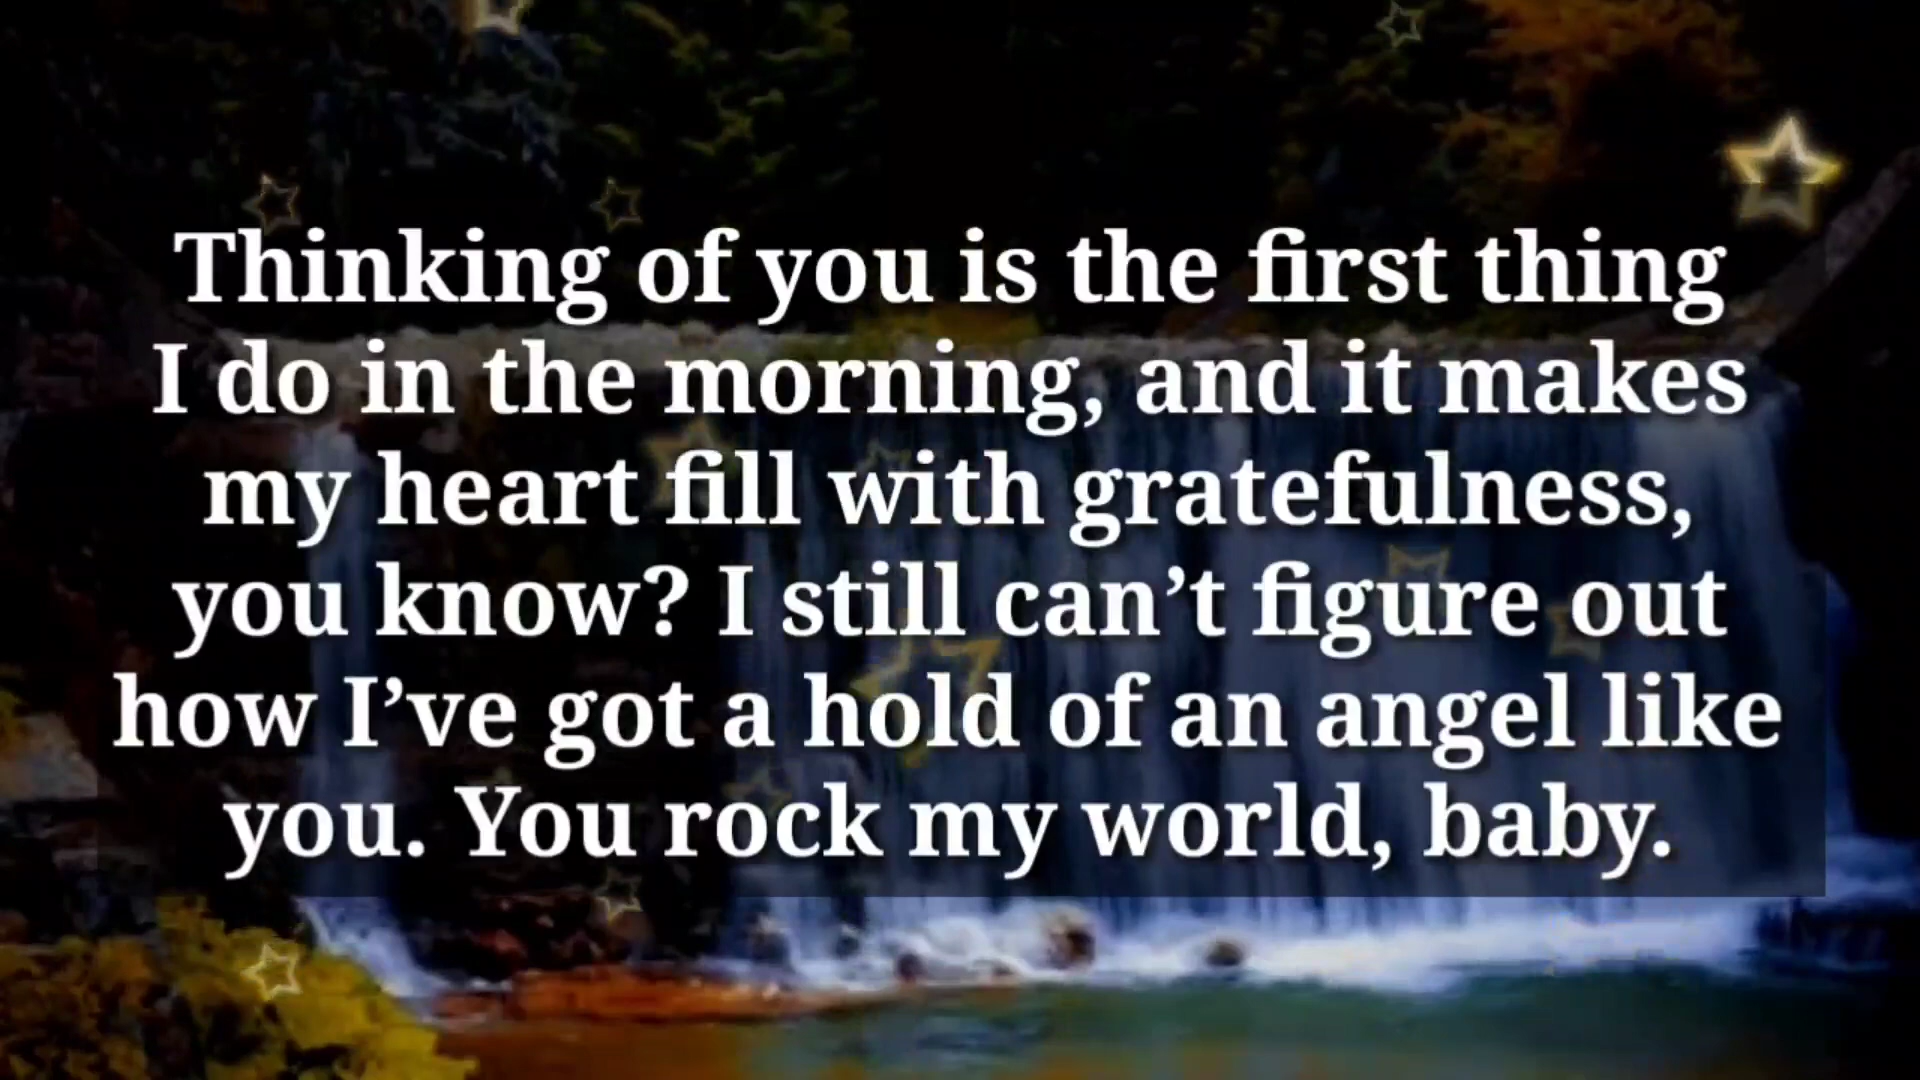 Thinking of you is the first thing
I do in the morning, and it makes
my heart fill with gratefulness,
you know? I still can’t figure out
how I’ve got a hold of an angel like
you. You rock my world, baby.